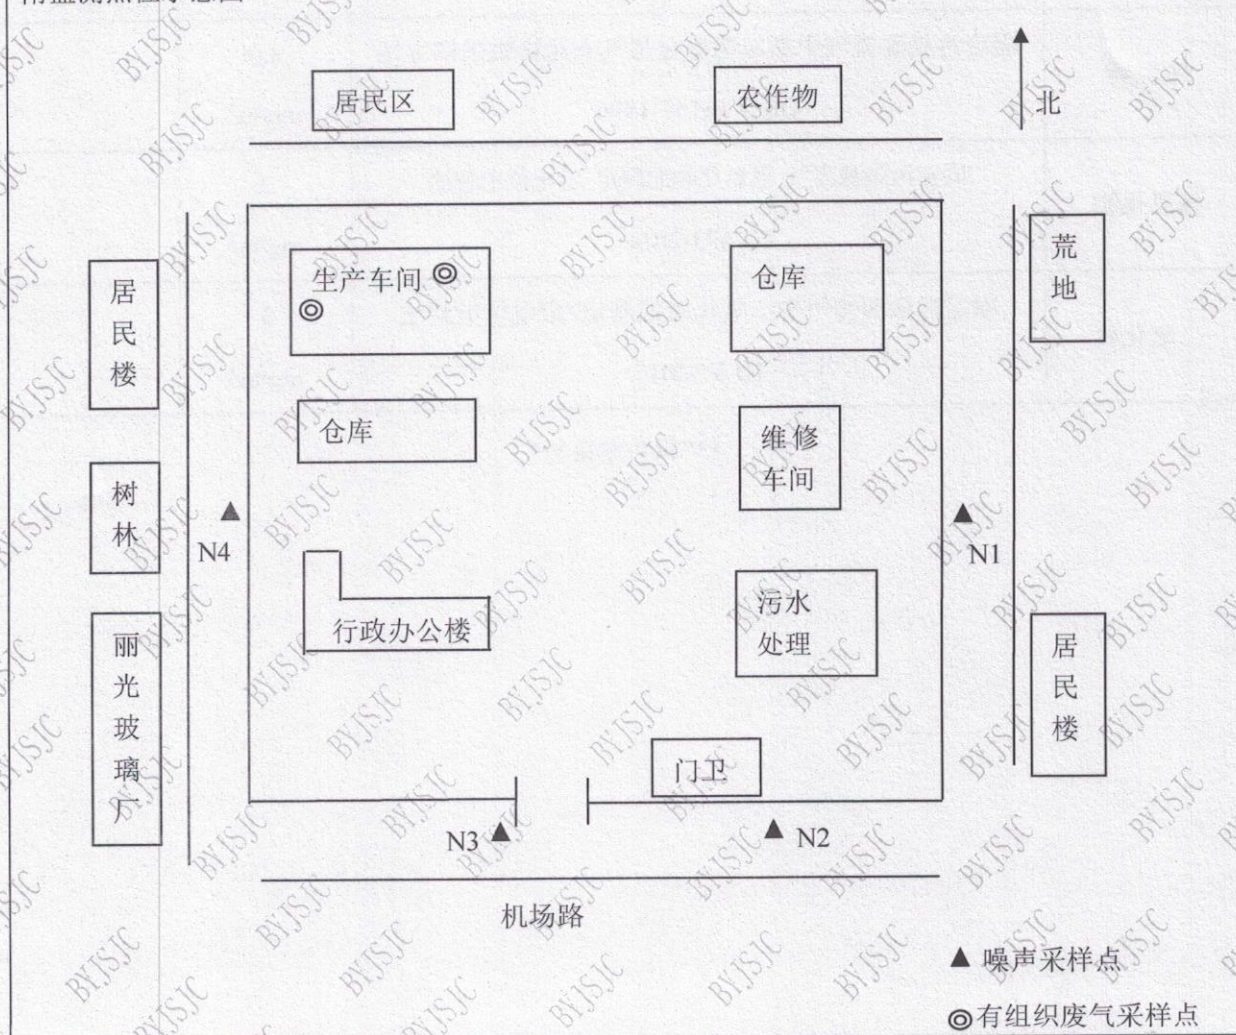 居民区
农作物
北
生产车间
仓库
荒地
居民楼
仓库
维修
车间
树林
N4
N1
行政办公楼
污水
处理
丽光玻璃厂
居民楼
门卫
N3
N2
机场路
▲ 噪声采样点
◎有组织废气采样点
BYJSJC